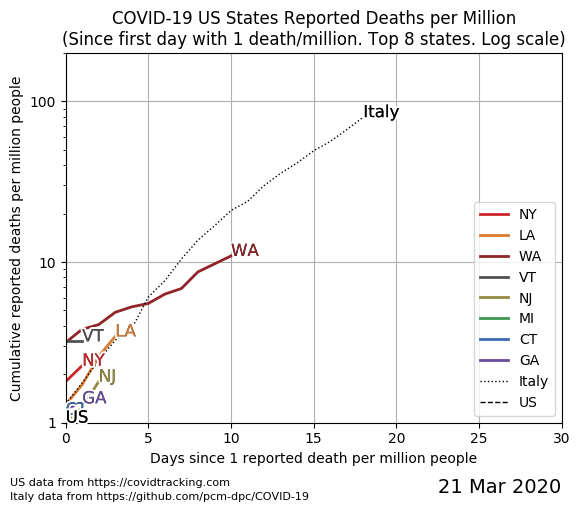 COVID-19 US States Reported Deaths per Million
(Since first day with 1 death/million. Top 8 states. Log scale)
Cumulative reported deaths per million people
100
10
1
Italy
WA
VT
LA
NY
NJ
GA
US
NY
LA
WA
VT
NJ
MI
CT
GA
Italy
US
0 5 10 15 20 25 30
Days since 1 reported death per million people
US data from https://covidtracking.com
Italy data from https://github.com/pcm-dpc/COVID-19
21 Mar 2020